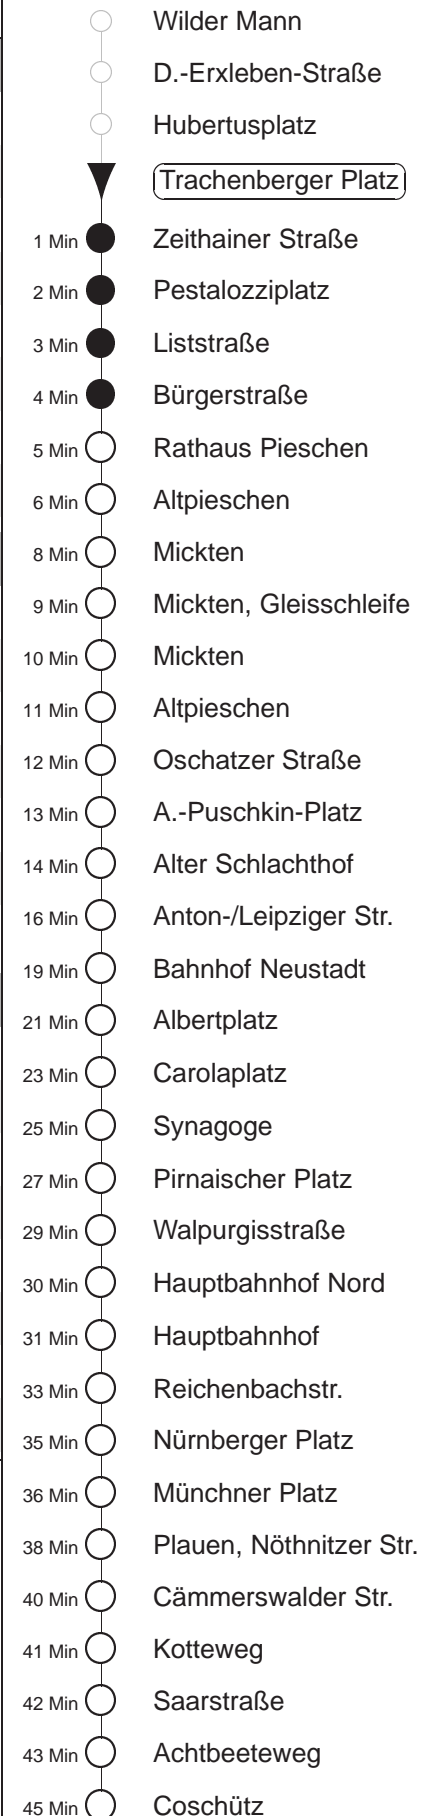 Wilder Mann
D.-Erxleben-Straße
Hubertusplatz
Trachenberger Platz
1 Min Zeithainer Straße
2 Min Pestalozziplatz
3 Min Liststraße
4 Min Bürgerstraße
5 Min Rathaus Pieschen
6 Min Altpieschen
8 Min Mickten
9 Min Mickten, Gleisschleife
10 Min Mickten
11 Min Altpieschen
12 Min Oschatzer Straße
13 Min A.-Puschkin-Platz
14 Min Alter Schlachthof
16 Min Anton-/Leipziger Str.
19 Min Bahnhof Neustadt
21 Min Albertplatz
23 Min Carolaplatz
25 Min Synagoge
27 Min Pirnaischer Platz
29 Min Walpurgisstraße
30 Min Hauptbahnhof Nord
31 Min Hauptbahnhof
33 Min Reichenbachstr.
35 Min Nürnberger Platz
36 Min Münchner Platz
38 Min Plauen, Nöthnitzer Str.
40 Min Cämmerswalder Str.
41 Min Kotteweg
42 Min Saarstraße
43 Min Achtbeeteweg
45 Min Coschütz